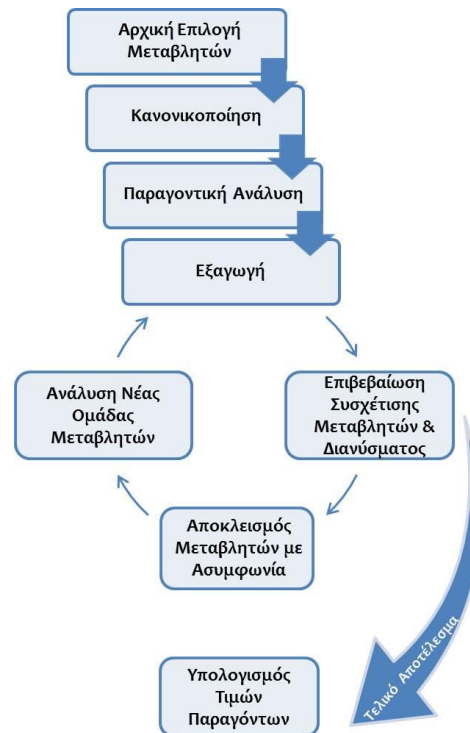 Αρχική Επιλογή
Μεταβλητών
Κανονικοποίηση
Παραγοντική Ανάλυση
Εξαγωγή
Ανάλυση Νέας
Ομάδας
Μεταβλητών
Επιβεβαίωση
Συσχέτισης
Μεταβλητών &
Διανύσματος
Αποκλεισμός
Μεταβλητών με
Ασυμφωνία
Υπολογισμός
Τιμών
Παραγόντων
Τελικό Αποτέλεσμα